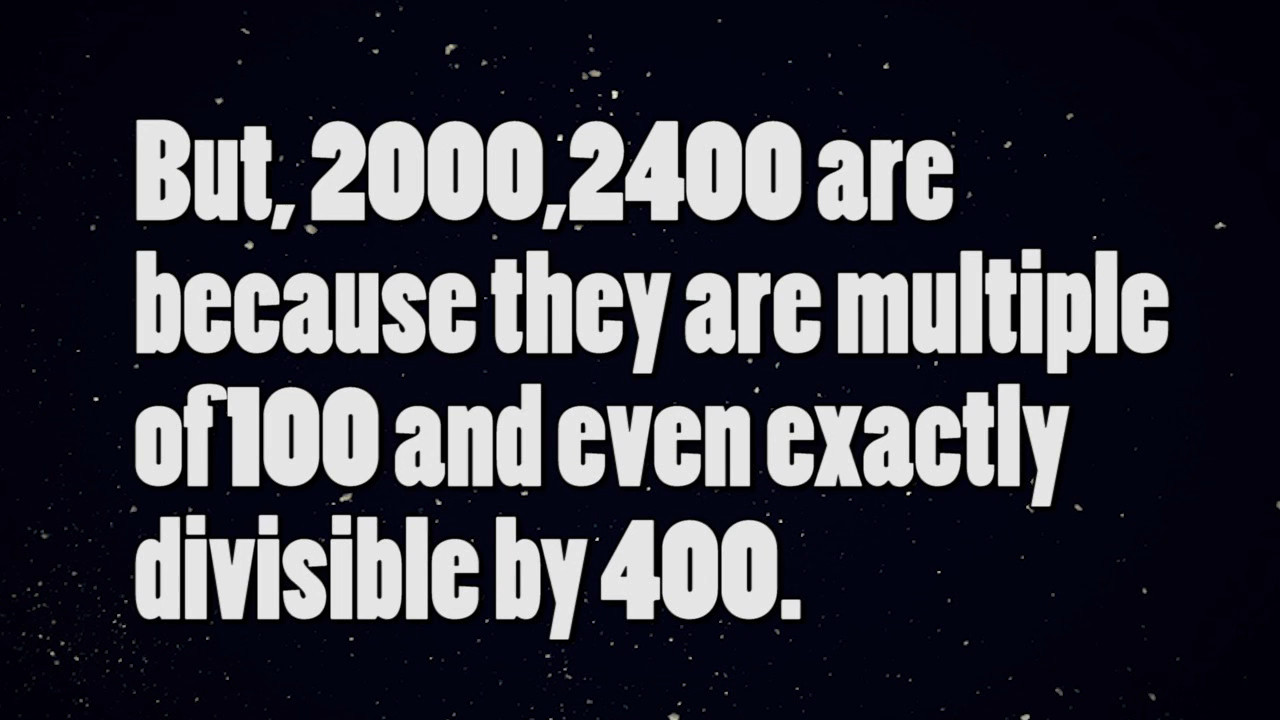 But, 2000,2400 are
because they are multiple
of 100 and even exactly
divisible by 400.